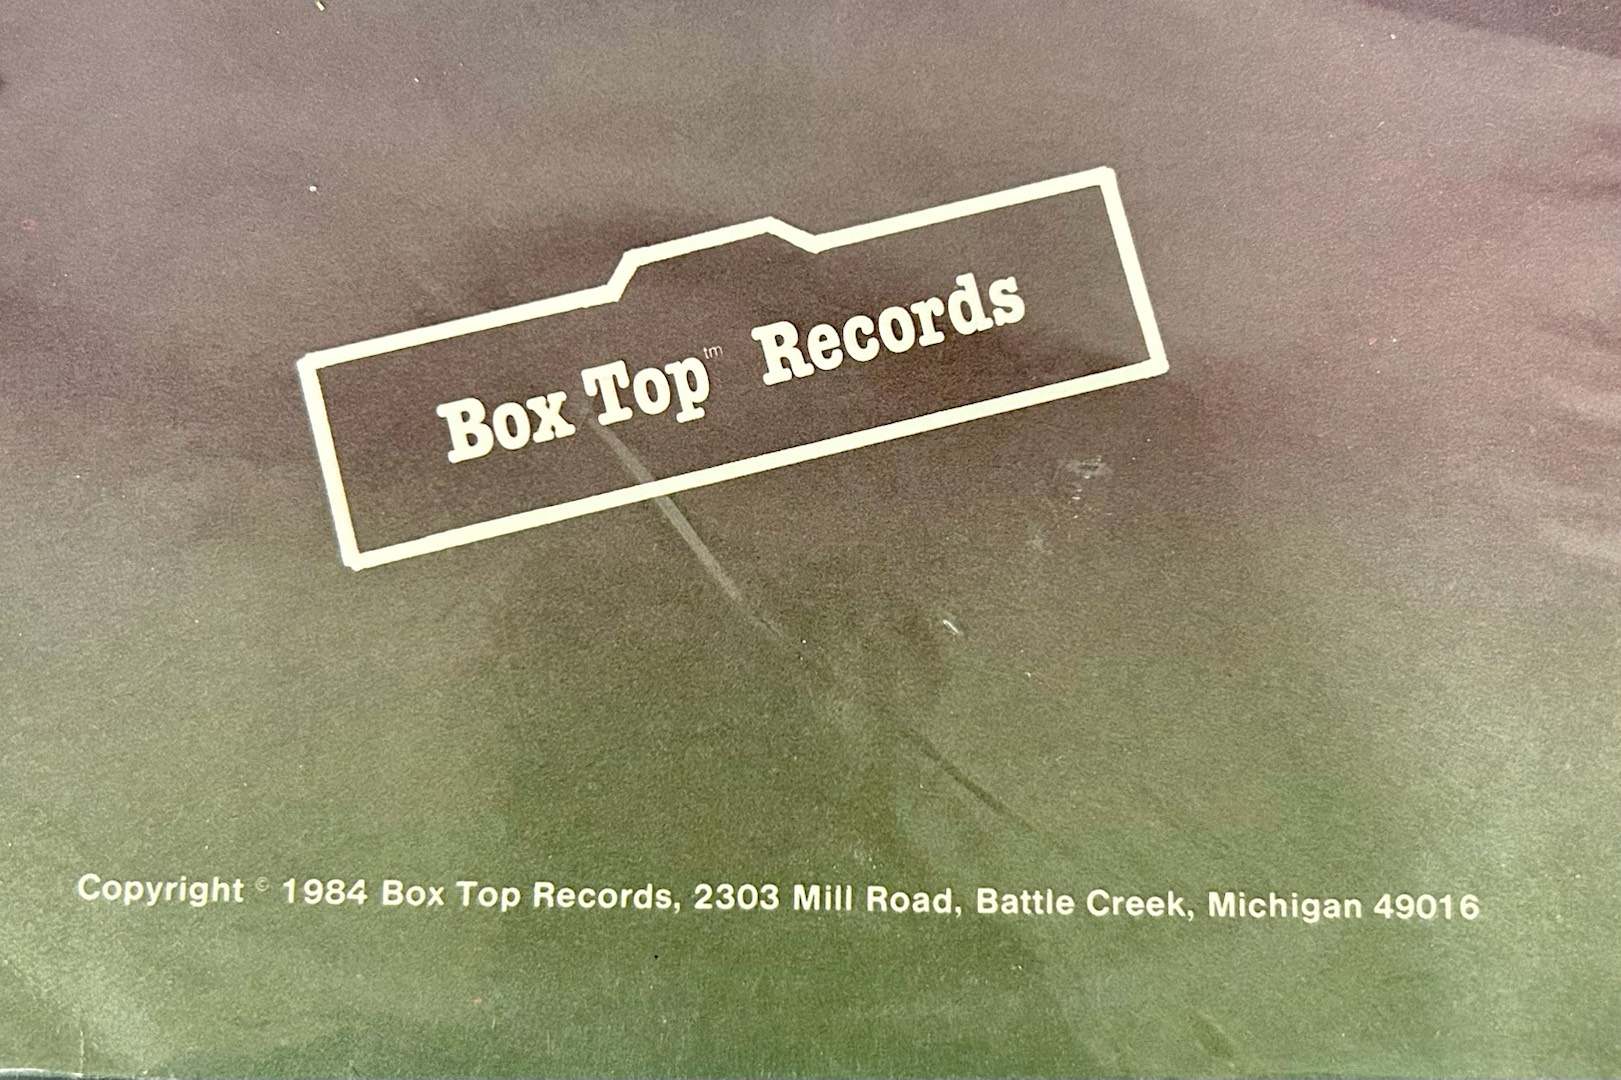 Box Top™ Records
Copyright © 1984 Box Top Records, 2303 Mill Road, Battle Creek, Michigan 49016